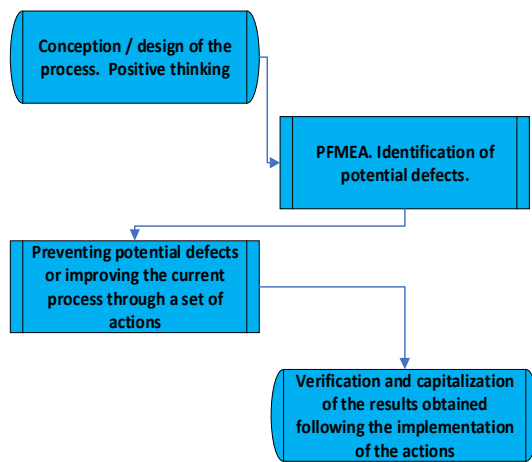 Conception / design of the
process.  Positive thinking
PFMEA. Identification of
potential defects.
Preventing potential defects
or improving the current
process through a set of
actions
Verification and capitalization
of the results obtained
following the implementation
of the actions